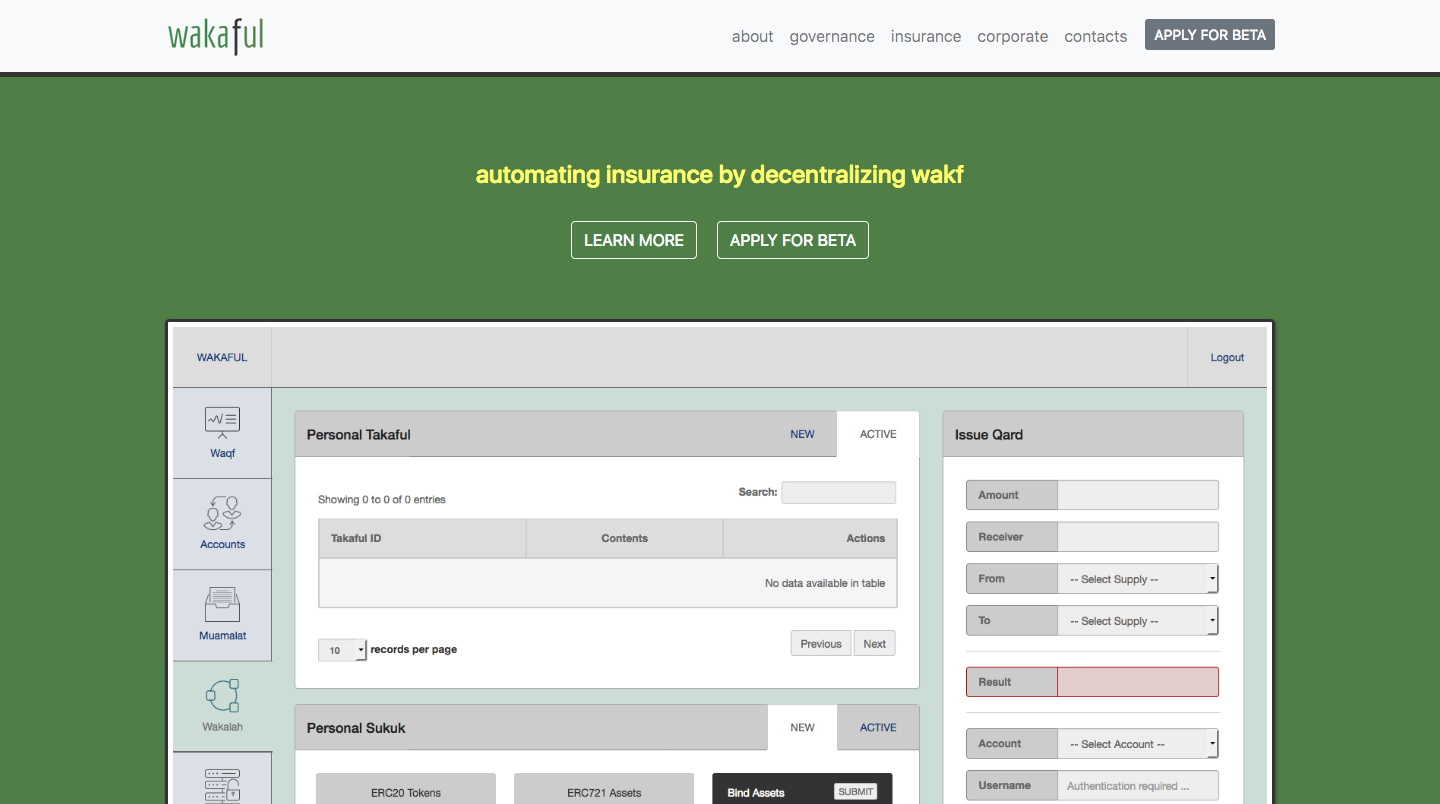 wakaful
about governance insurance corporate contacts APPLY FOR BETA
automating insurance by decentralizing wakf
LEARN MORE APPLY FOR BETA
WAKAFUL Logout
Waqf
Accounts
Muamalat
Wakalah
Personal Takaful NEW ACTIVE
Showing 0 to 0 of 0 entries Search:
Takaful ID Contents Actions
No data available in table
10 records per page Previous Next
Personal Sukuk NEW ACTIVE
ERC20 Tokens ERC721 Assets Bind Assets SUBMIT
Issue Qard
Amount
Receiver
From -- Select Supply --
To -- Select Supply --
Result
Account -- Select Account --
Username Authentication required ...